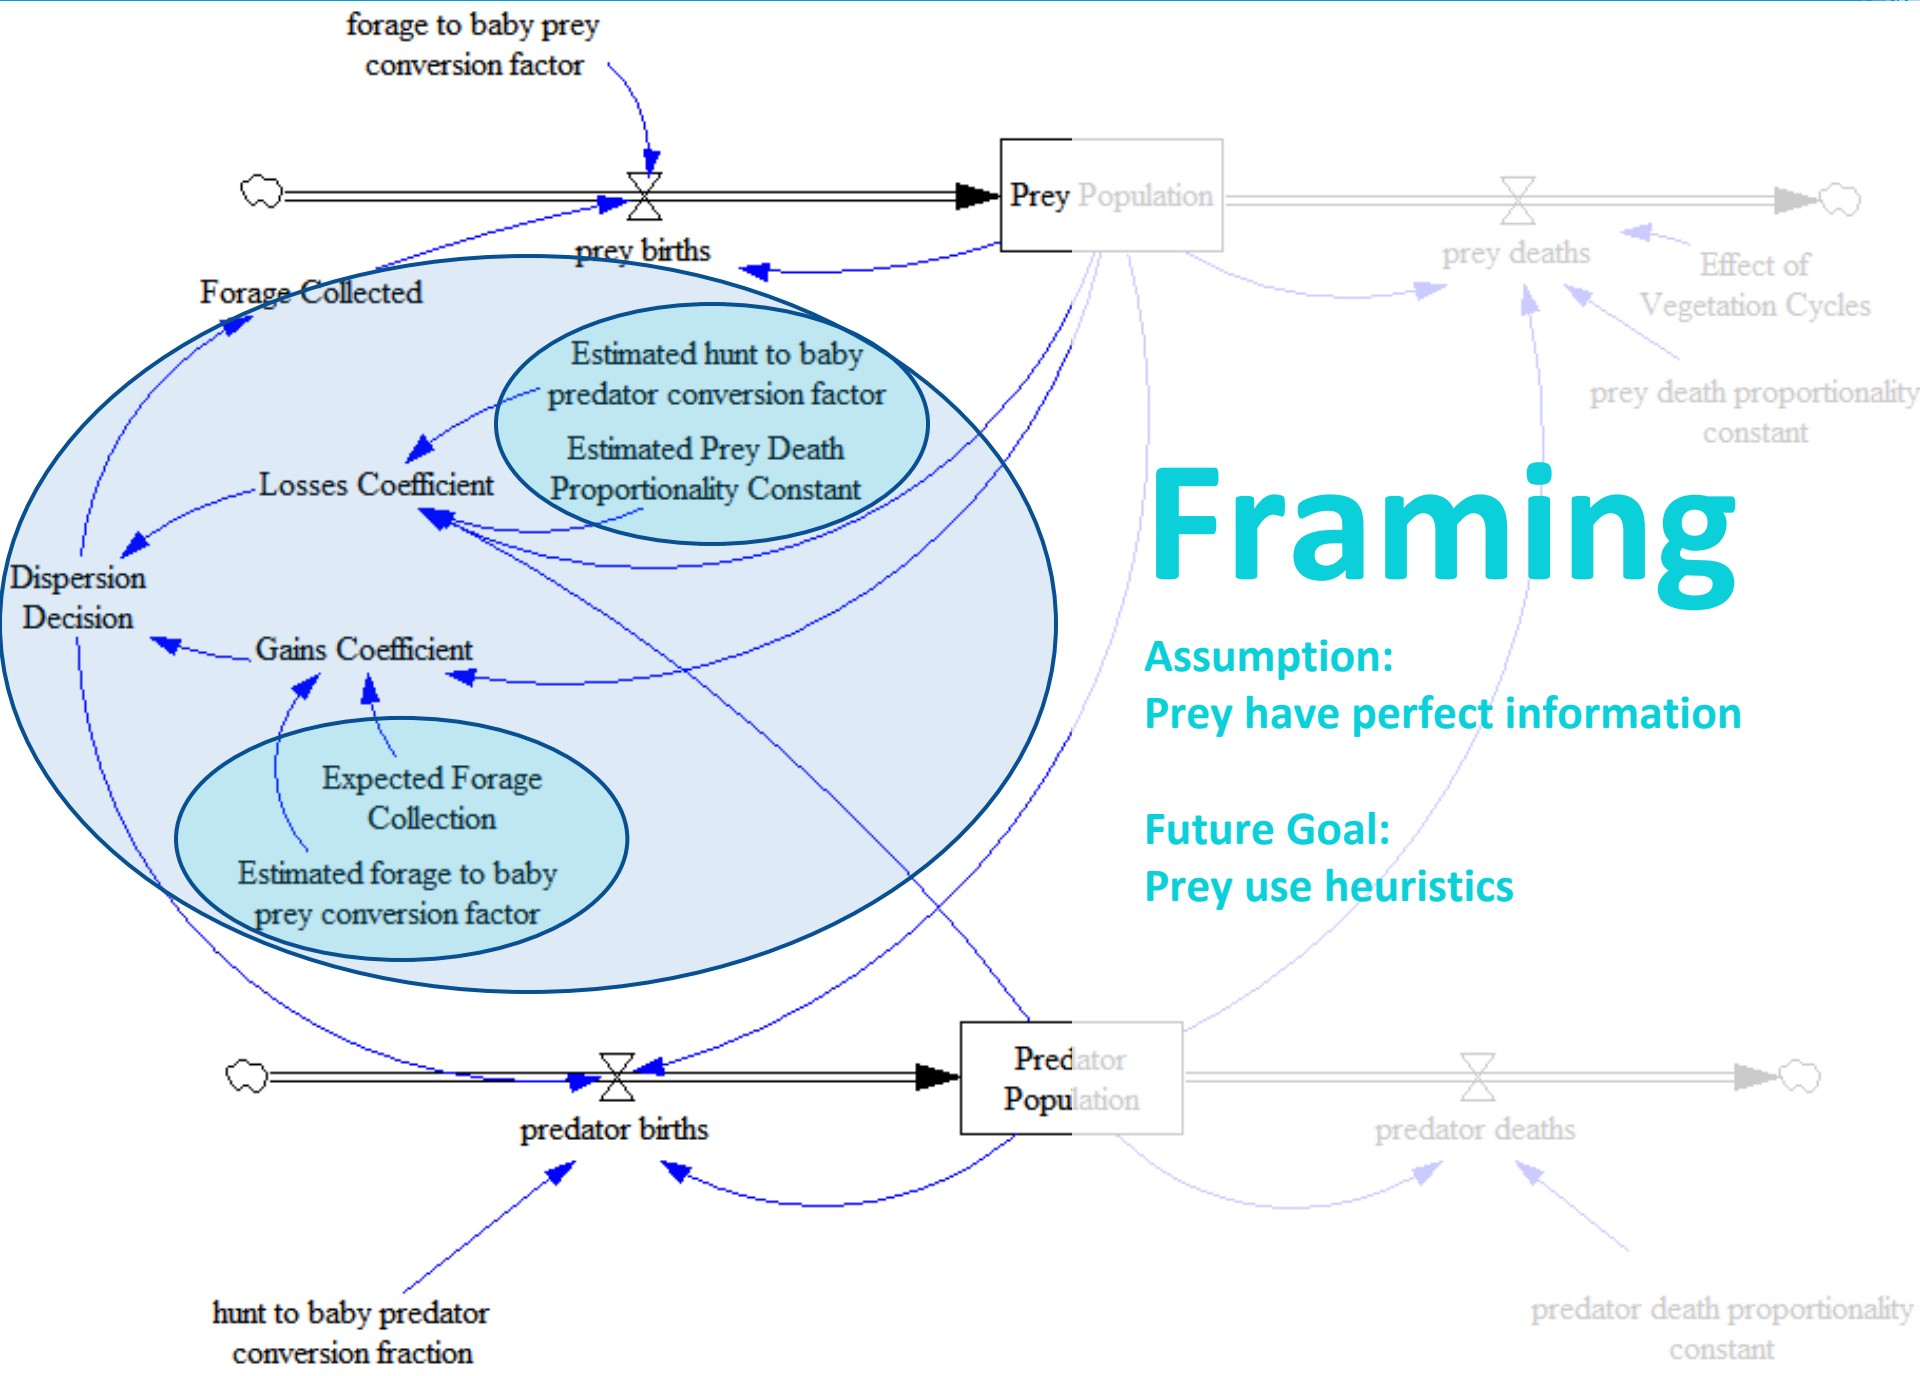 forage to baby prey
conversion factor
Prey Population
prey births
prey deaths
Effect of
Vegetation Cycles
Forage Collected
Estimated hunt to baby
predator conversion factor
prey death proportionality
constant
Estimated Prey Death
Proportionality Constant
Losses Coefficient
Framing
Dispersion
Decision
Gains Coefficient
Assumption:
Prey have perfect information
Expected Forage
Collection
Future Goal:
Prey use heuristics
Estimated forage to baby
prey conversion factor
Predator
Population
predator births
predator deaths
hunt to baby predator
conversion fraction
predator death proportionality
constant